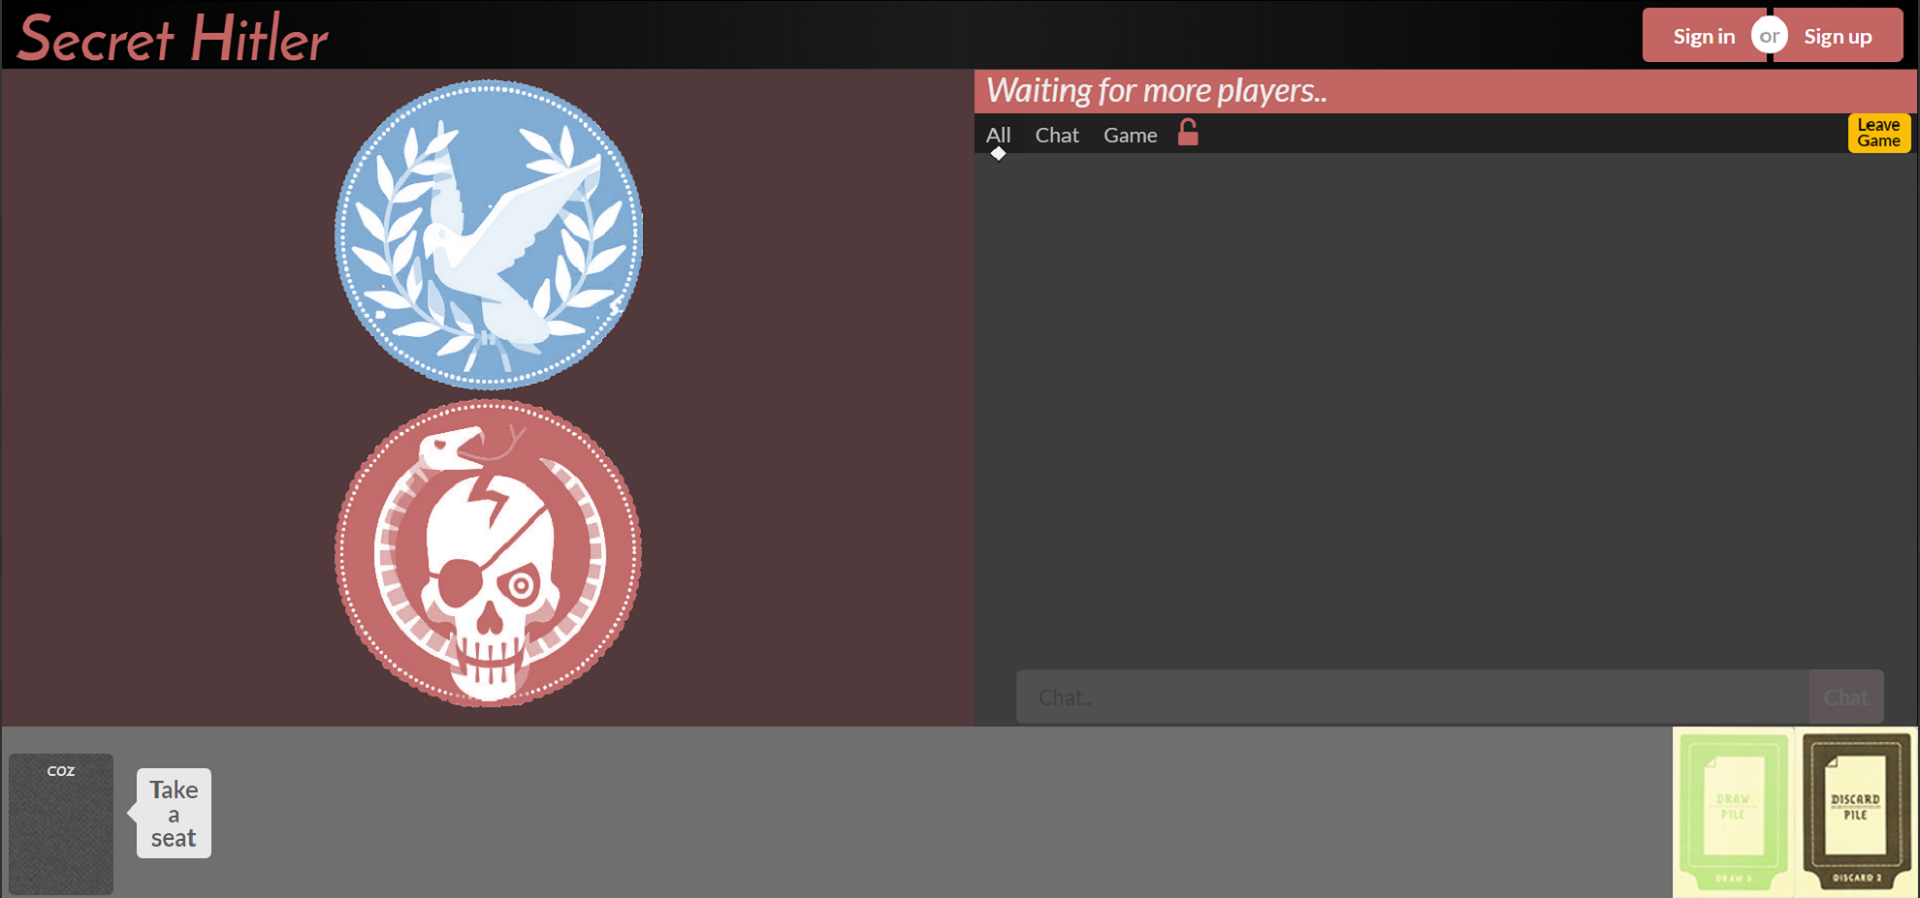 Secret Hitler
Sign in or Sign up
Waiting for more players..
All Chat Game
Leave
Game
Chat..
Chat
COZ
Take
a
seat
DRAW
PILE
DRAW 3
DISCARD
PILE
DISCARD 2